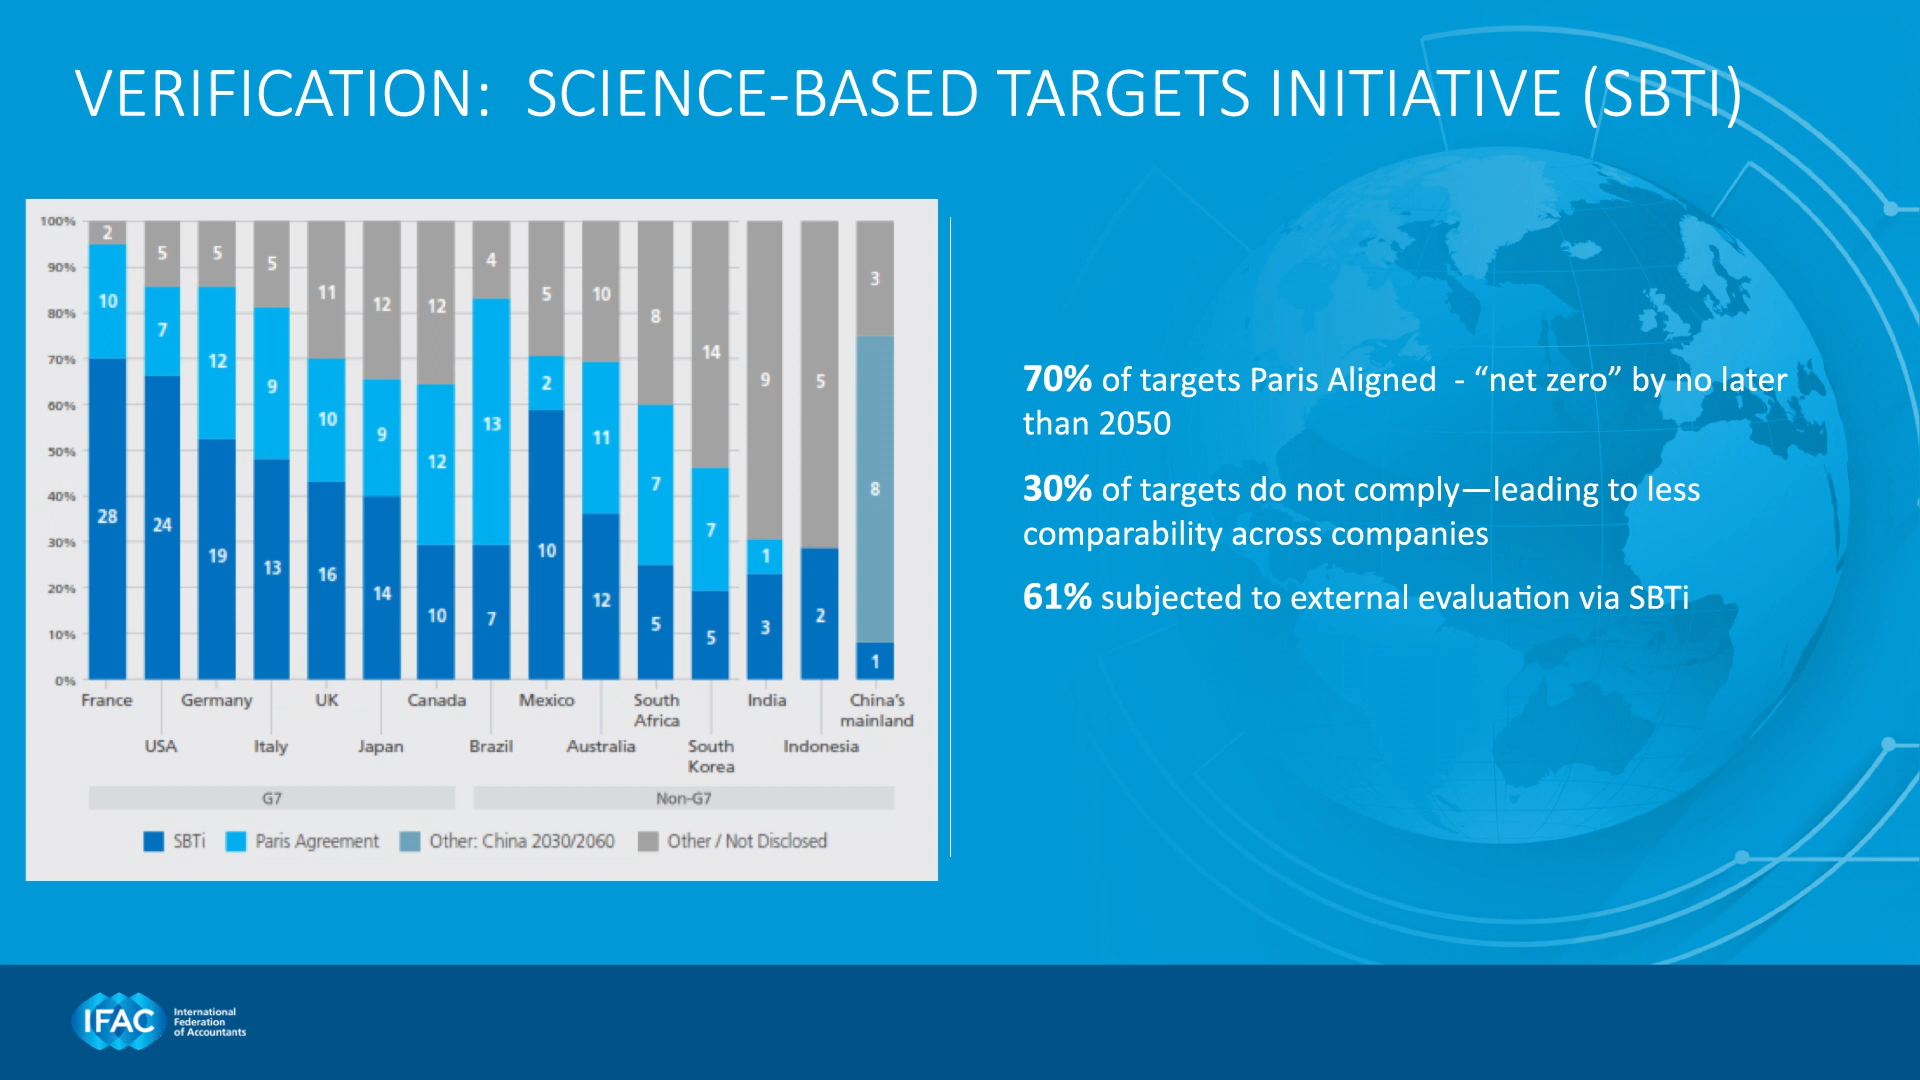 VERIFICATION:  SCIENCE-BASED TARGETS INITIATIVE (SBTI)
100%
90%
80%
70%
60%
50%
40%
30%
20%
10%
0%
2
10
28
5
7
24
5
12
19
5
9
13
11
10
16
12
9
14
12
12
10
4
13
7
5
2
10
10
11
12
8
7
5
14
7
5
9
1
3
5
2
3
8
1
France
USA
Germany
Italy
UK
Japan
Canada
Brazil
Mexico
Australia
South
Africa
South
Korea
India
Indonesia
China's
mainland
G7
Non-G7
SBTi
Paris Agreement
Other: China 2030/2060
Other / Not Disclosed
70% of targets Paris Aligned  - “net zero” by no later
than 2050
30% of targets do not comply—leading to less
comparability across companies
61% subjected to external evaluation via SBTi
IFAC
International
Federation
of Accountants